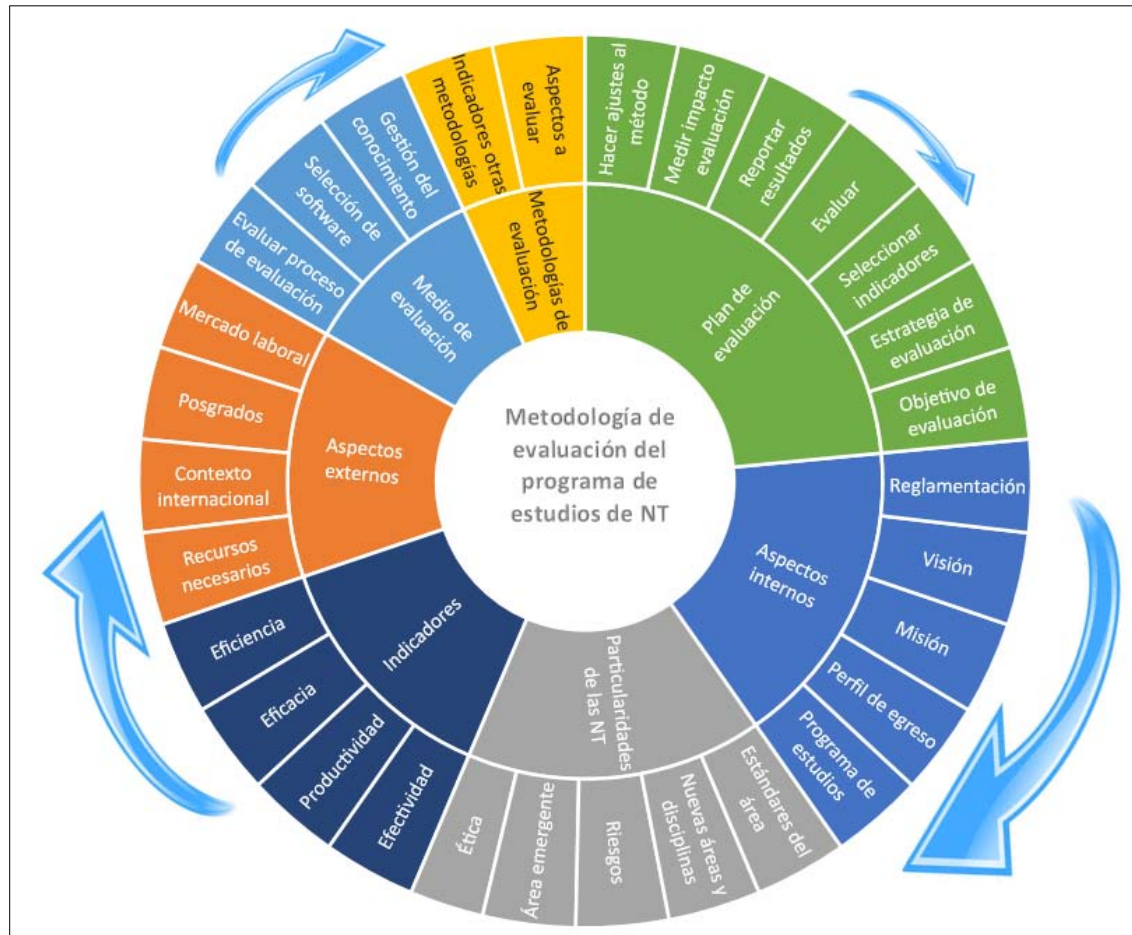 Metodología de
evaluación del
programa de
estudios de NT
Plan de
evaluación
Hacer ajustes al
método
Medir impacto
evaluación
Reportar
resultados
Evaluar
Seleccionar
indicadores
Estrategia de
evaluación
Objetivo de
evaluación
Aspectos
internos
Reglamentación
Visión
Misión
Perfil de egreso
Programa de
estudios
Particularidades
de las NT
Estándares del
área
Nuevas áreas y
disciplinas
Riesgos
Área emergente
Ética
Indicadores
Efectividad
Productividad
Eficacia
Eficiencia
Aspectos
externos
Recursos
necesarios
Contexto
internacional
Posgrados
Mercado laboral
Medio de
evaluación
Evaluar proceso
de evaluación
Selección de
software
Gestión del
conocimiento
Metodologías de
evaluación
Indicadores otras
metodologías
Aspectos a
evaluar